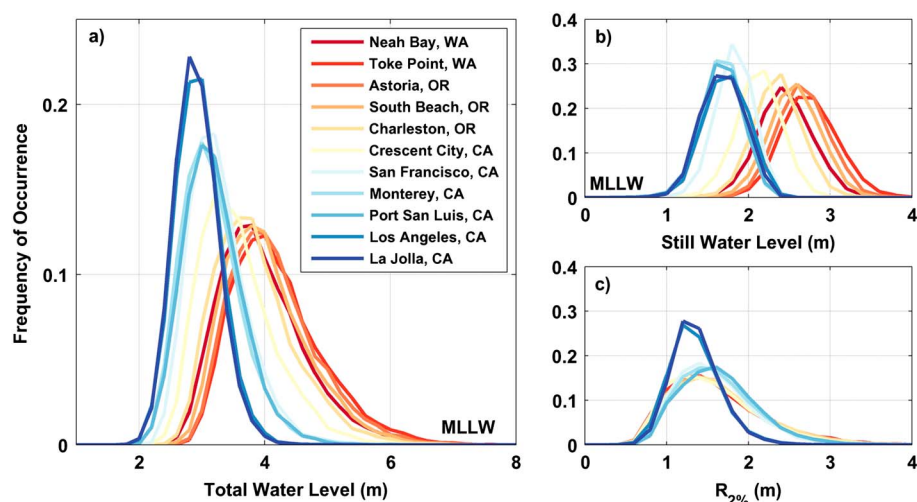 a)
Neah Bay, WA
Toke Point, WA
Astoria, OR
South Beach, OR
Charleston, OR
Crescent City, CA
San Francisco, CA
Monterey, CA
Port San Luis, CA
Los Angeles, CA
La Jolla, CA
Frequency of Occurrence
0.2
0.1
0
MLLW
2
4
6
8
Total Water Level (m)
b)
0.4
0.3
0.2
0.1
0
MLLW
0
1
2
3
4
Still Water Level (m)
c)
0.4
0.3
0.2
0.1
0
0
1
2
3
4
R2% (m)